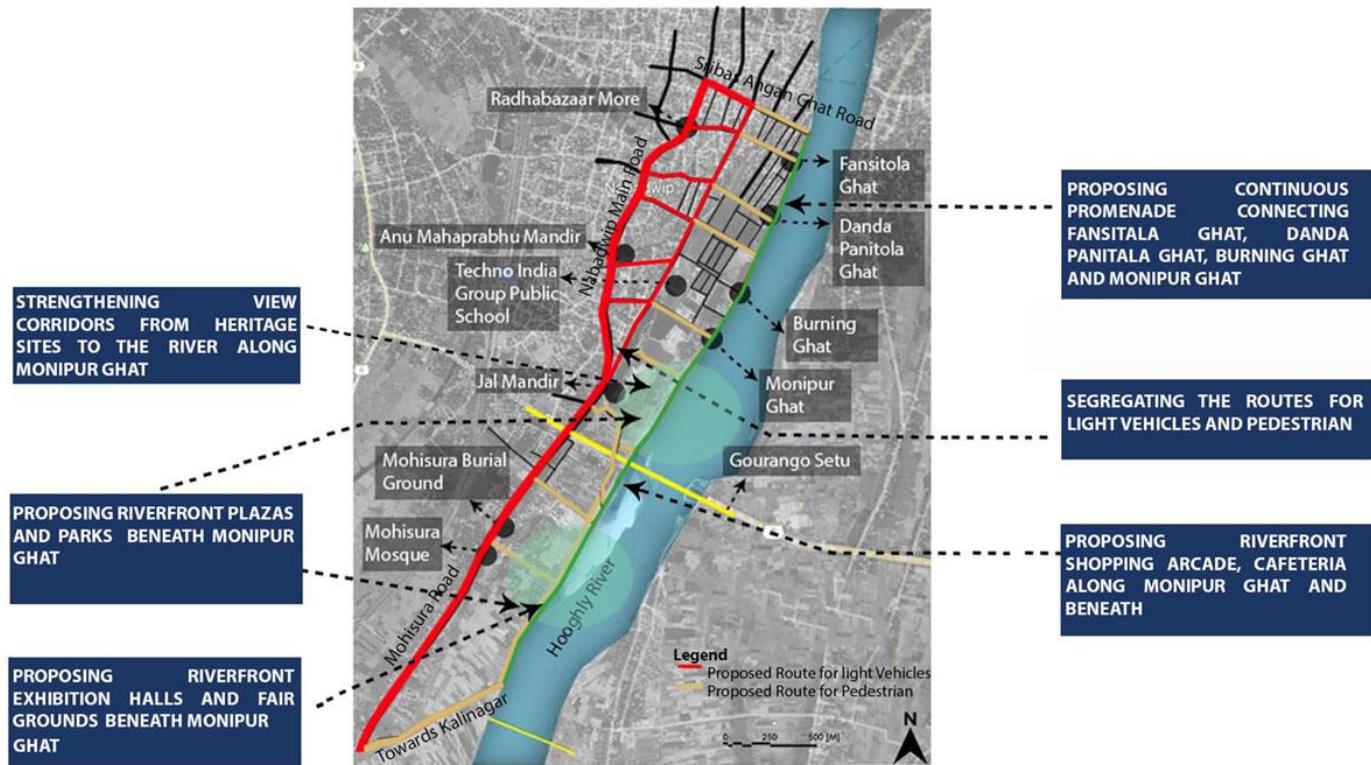 Sribas Angan Ghat Road
Radhabazaar More
Nabadwip Main Road
Nabadwip
Fansitola
Ghat
Danda
Panitola
Ghat
Anu Mahaprabhu Mandir
Techno India
Group Public
School
Burning
Ghat
Jal Mandir
Monipur
Ghat
Mohisura Burial
Ground
Gourango Setu
Mohisura
Mosque
Mohisura Road
Hooghly River
Towards Kalinagar
Legend
Proposed Route for light Vehicles
Proposed Route for Pedestrian
N
0 250 500 [M]
STRENGTHENING VIEW
CORRIDORS FROM HERITAGE
SITES TO THE RIVER ALONG
MONIPUR GHAT
PROPOSING RIVERFRONT PLAZAS
AND PARKS BENEATH MONIPUR
GHAT
PROPOSING RIVERFRONT
EXHIBITION HALLS AND FAIR
GROUNDS BENEATH MONIPUR
GHAT
PROPOSING CONTINUOUS
PROMENADE CONNECTING
FANSITALA GHAT, DANDA
PANITALA GHAT, BURNING GHAT
AND MONIPUR GHAT
SEGREGATING THE ROUTES FOR
LIGHT VEHICLES AND PEDESTRIAN
PROPOSING RIVERFRONT
SHOPPING ARCADE, CAFETERIA
ALONG MONIPUR GHAT AND
BENEATH